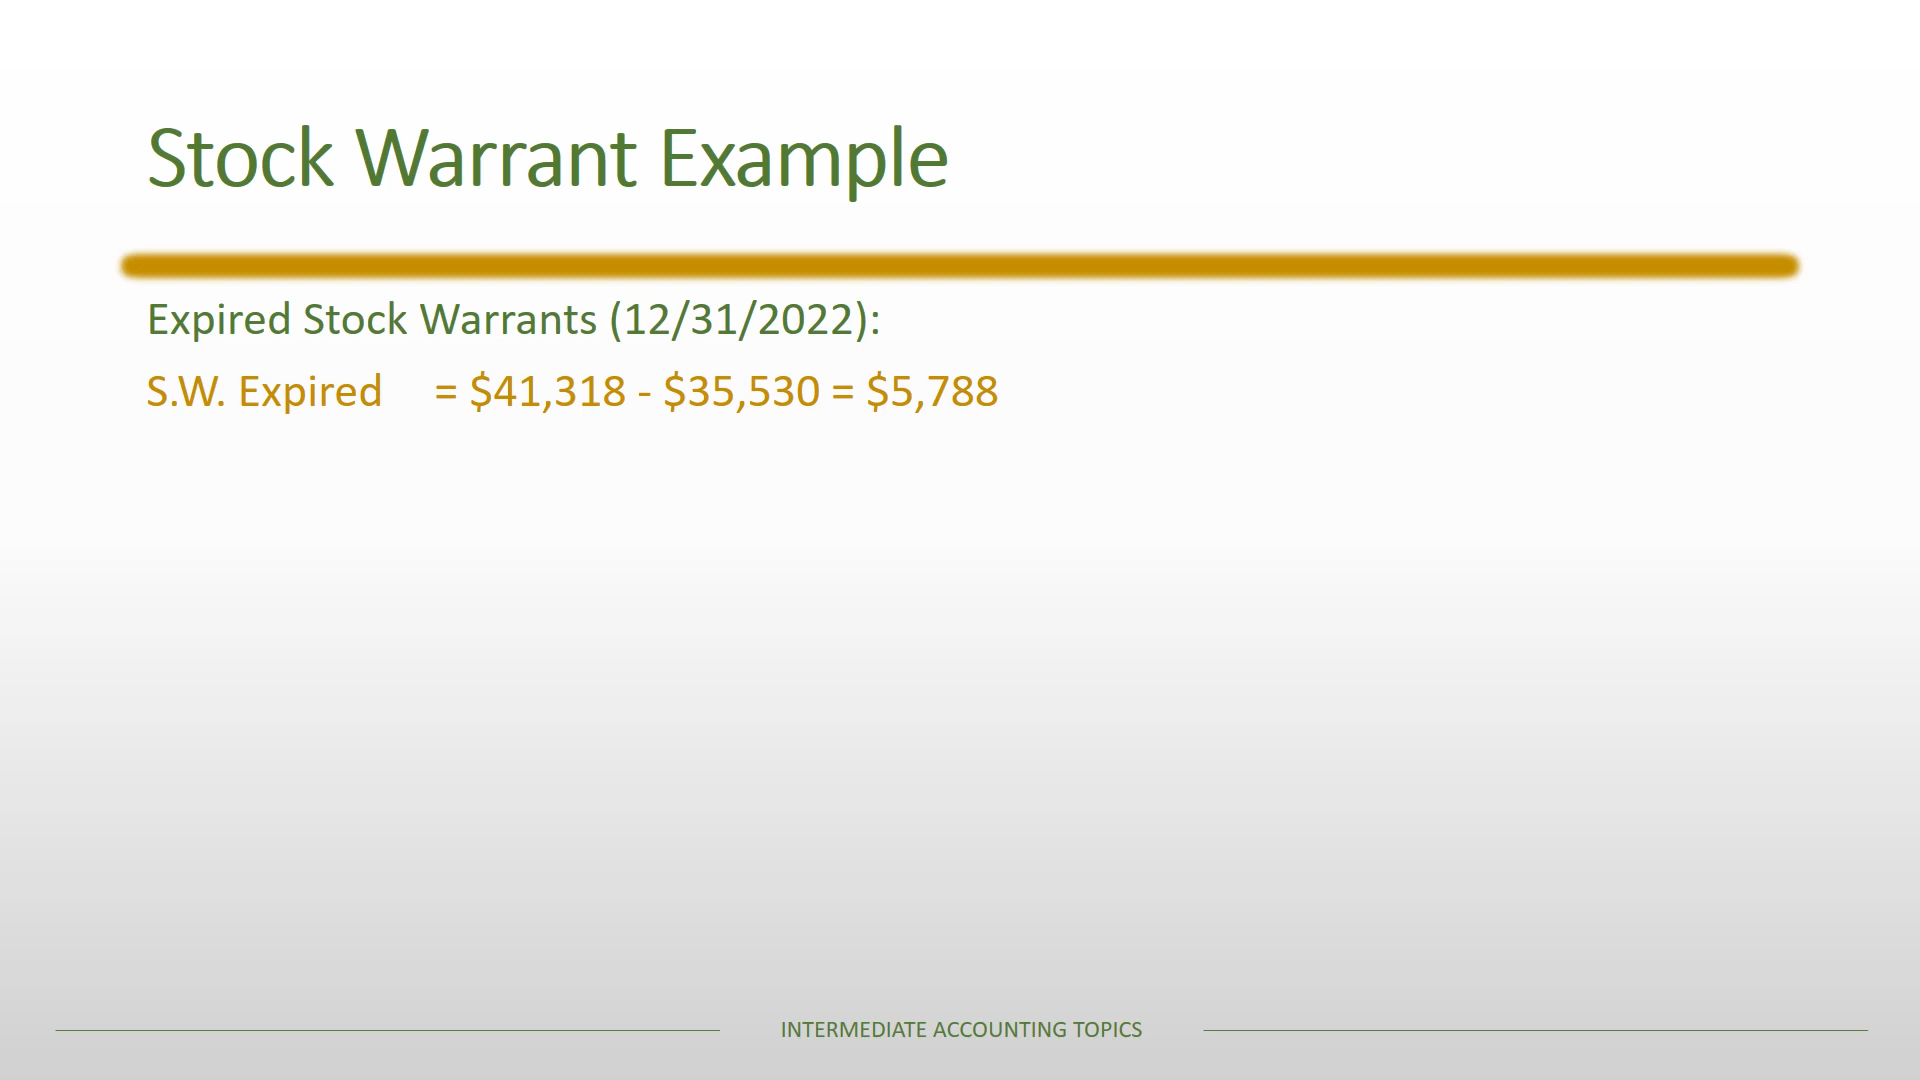 Stock Warrant Example
Expired Stock Warrants (12/31/2022):
S.W. Expired = $41,318 - $35,530 = $5,788
INTERMEDIATE ACCOUNTING TOPICS